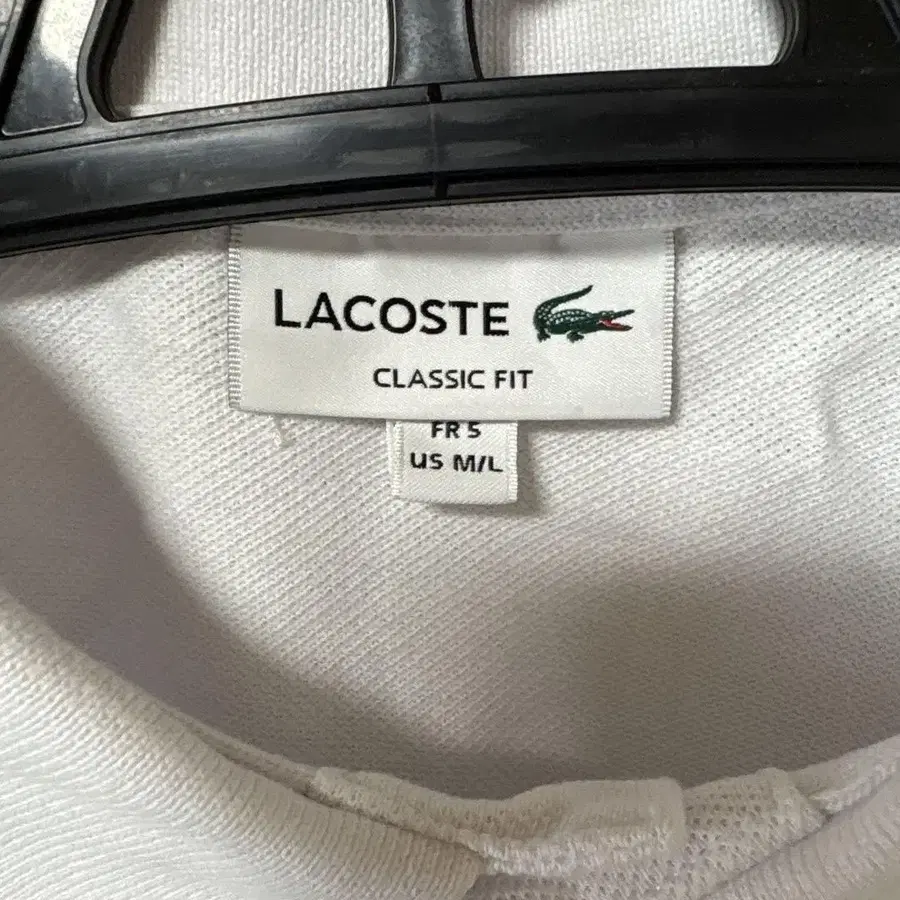 LACOSTE
CLASSIC FIT
FR 5
US M/L